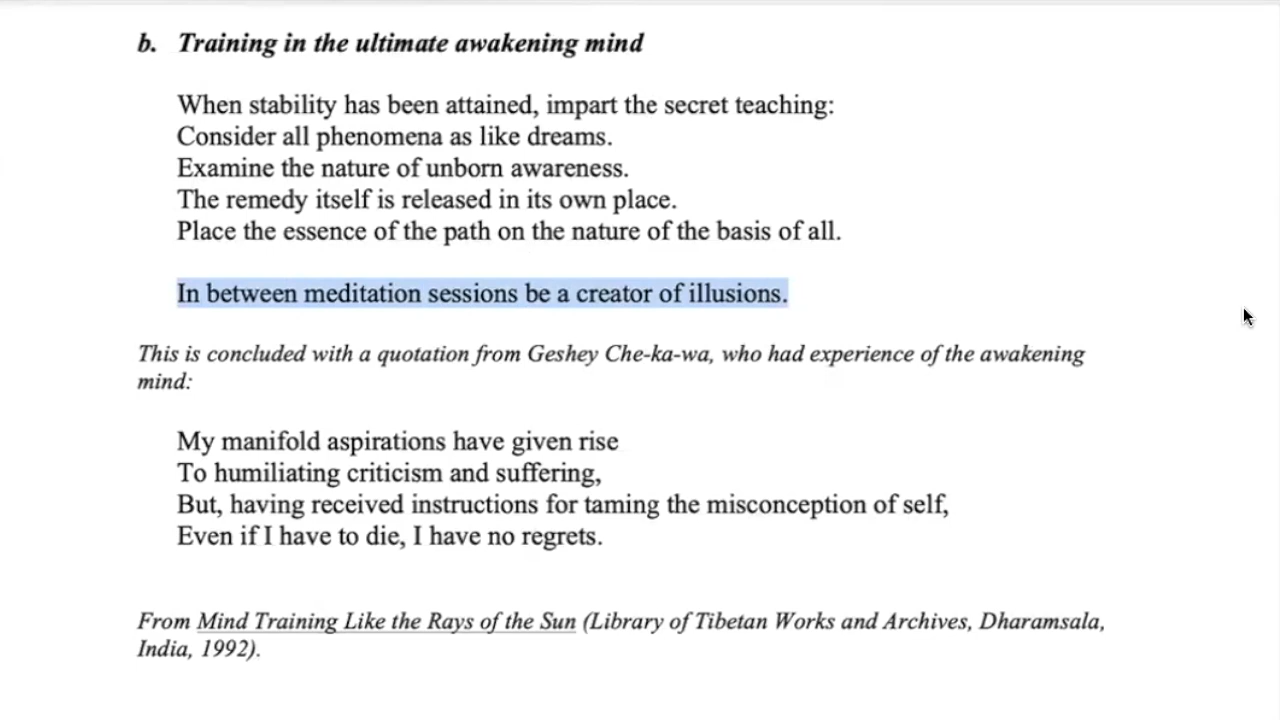 b. Training in the ultimate awakening mind
When stability has been attained, impart the secret teaching:
Consider all phenomena as like dreams.
Examine the nature of unborn awareness.
The remedy itself is released in its own place.
Place the essence of the path on the nature of the basis of all.
In between meditation sessions be a creator of illusions.
This is concluded with a quotation from Geshey Che-ka-wa, who had experience of the awakening
mind:
My manifold aspirations have given rise
To humiliating criticism and suffering,
But, having received instructions for taming the misconception of self,
Even if I have to die, I have no regrets.
From Mind Training Like the Rays of the Sun (Library of Tibetan Works and Archives, Dharamsala,
India, 1992).